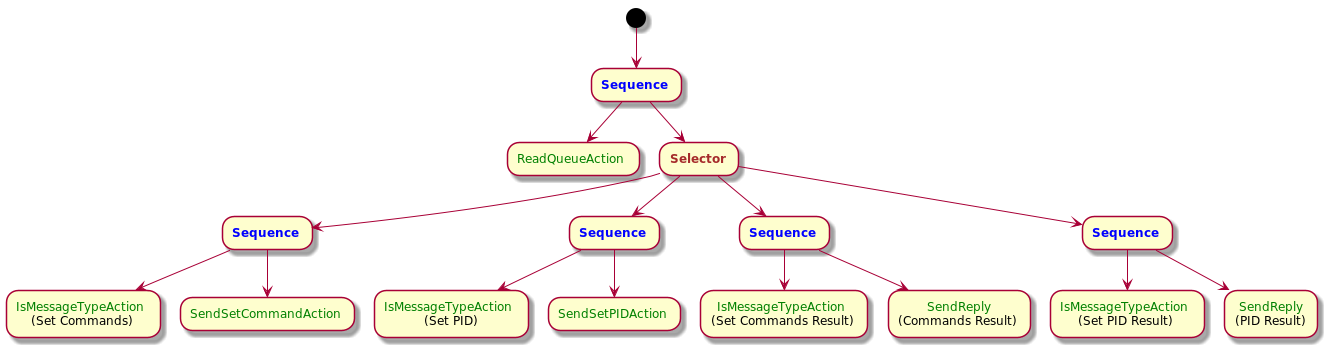 Sequence
ReadQueueAction
Selector
Sequence
Sequence
Sequence
Sequence
IsMessageTypeAction
(Set Commands)
SendSetCommandAction
IsMessageTypeAction
(Set PID)
SendSetPIDAction
IsMessageTypeAction
(Set Commands Result)
SendReply
(Commands Result)
IsMessageTypeAction
(Set PID Result)
SendReply
(PID Result)